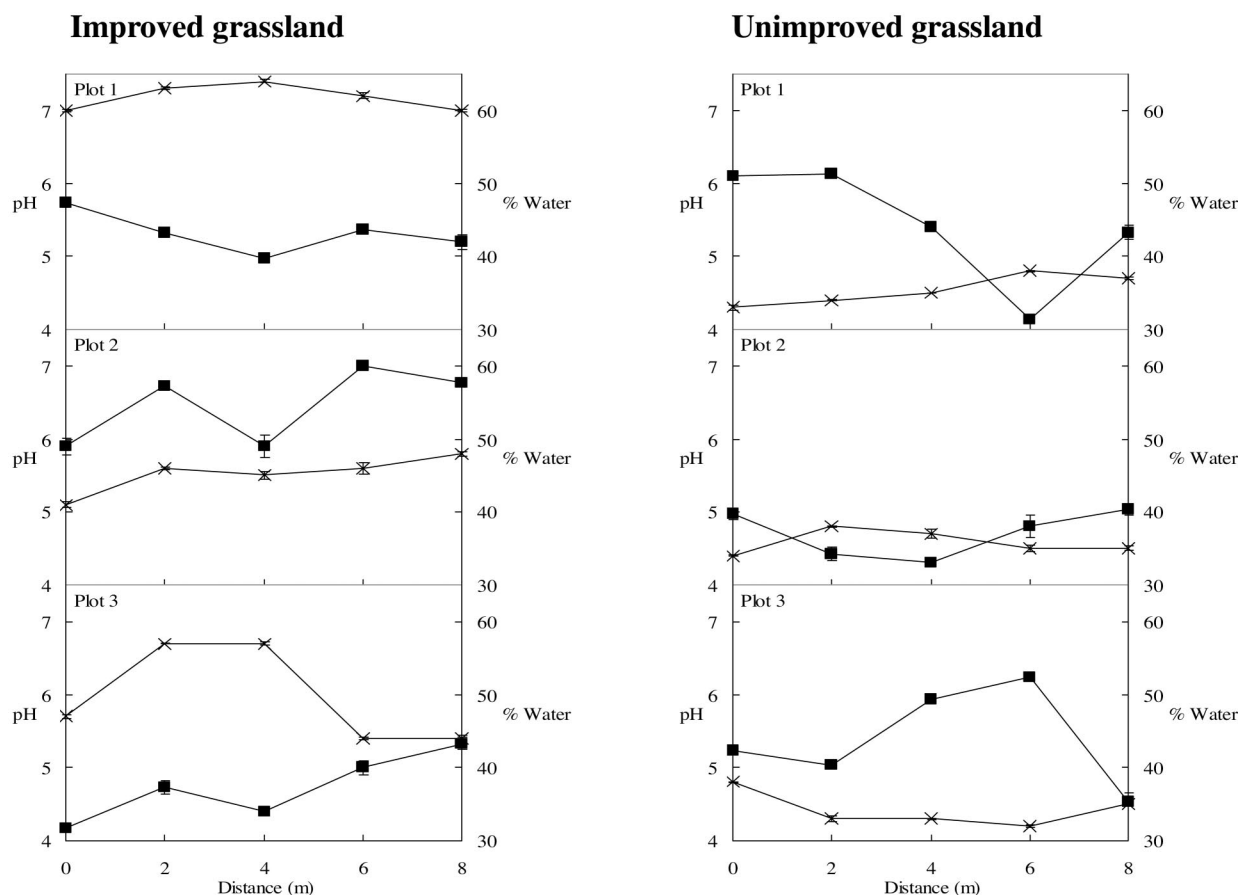 Improved grassland
Unimproved grassland
Plot 1
7
6
pH
5
4
60
50
% Water
40
30
Plot 2
7
6
pH
5
4
60
50
% Water
40
30
Plot 3
7
6
pH
5
4
60
50
% Water
40
30
0 2 4 6 8
Distance (m)
Plot 1
7
6
pH
5
4
60
50
% Water
40
30
Plot 2
7
6
pH
5
4
60
50
% Water
40
30
Plot 3
7
6
pH
5
4
60
50
% Water
40
30
0 2 4 6 8
Distance (m)